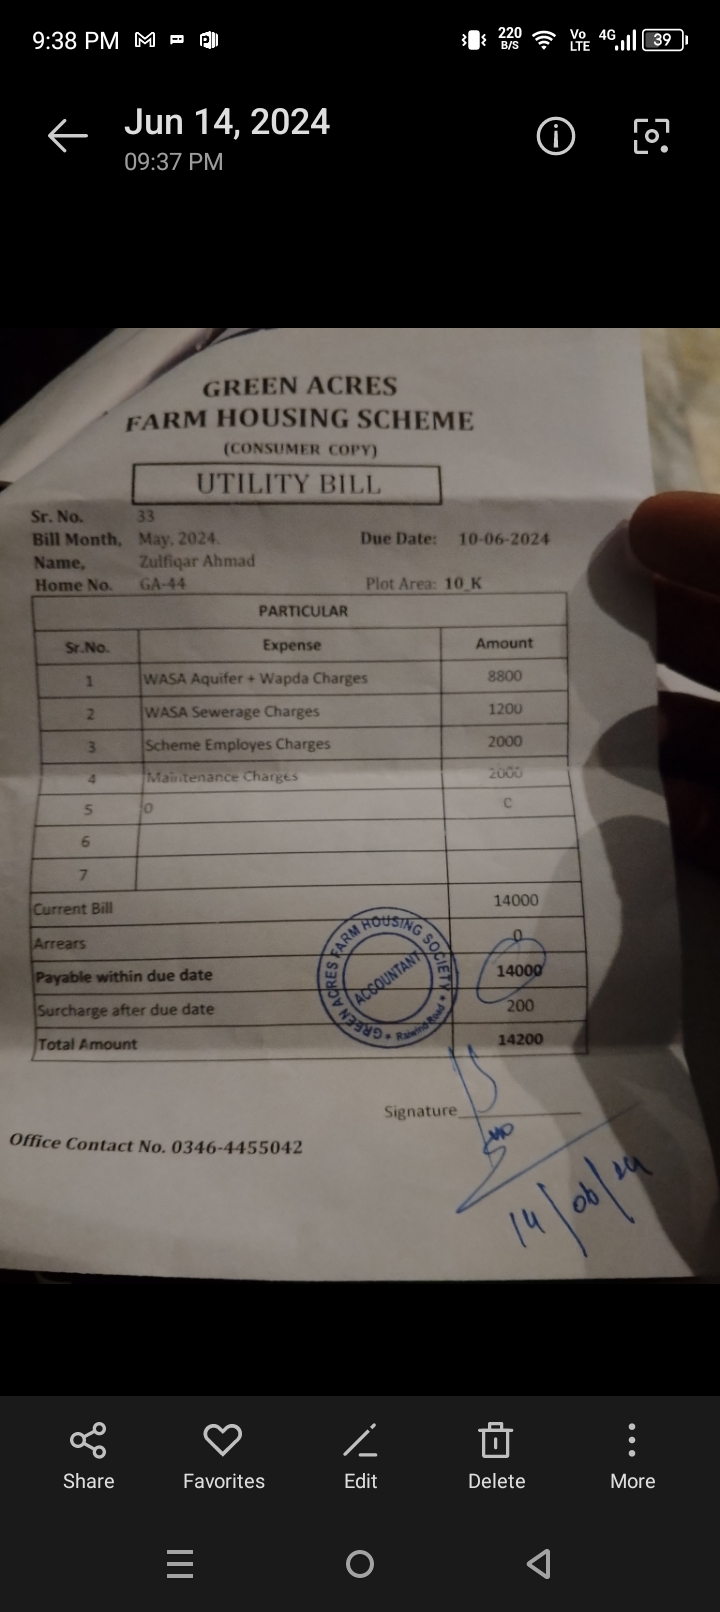 9:38 PM
220 B/S
Vo LTE
4G
39
Jun 14, 2024
09:37 PM
GREEN ACRES
FARM HOUSING SCHEME
(CONSUMER COPY)
UTILITY BILL
Sr. No. 33
Bill Month, May, 2024. Due Date: 10-06-2024
Name, Zulfiqar Ahmad
Home No. GA-44 Plot Area: 10_K
PARTICULAR
Sr.No. Expense Amount
1 WASA Aquifer + Wapda Charges 8800
2 WASA Sewerage Charges 1200
3 Scheme Employes Charges 2000
4 Maintenance Charges 2000
5 0 C
6
7
Current Bill 14000
Arrears 0
Payable within due date 14000
Surcharge after due date 200
Total Amount 14200
GREEN ACRES FARM HOUSING SOCIETY
ACCOUNTANT
Raiwind Road
Signature
Office Contact No. 0346-4455042
14/06/24
Share Favorites Edit Delete More